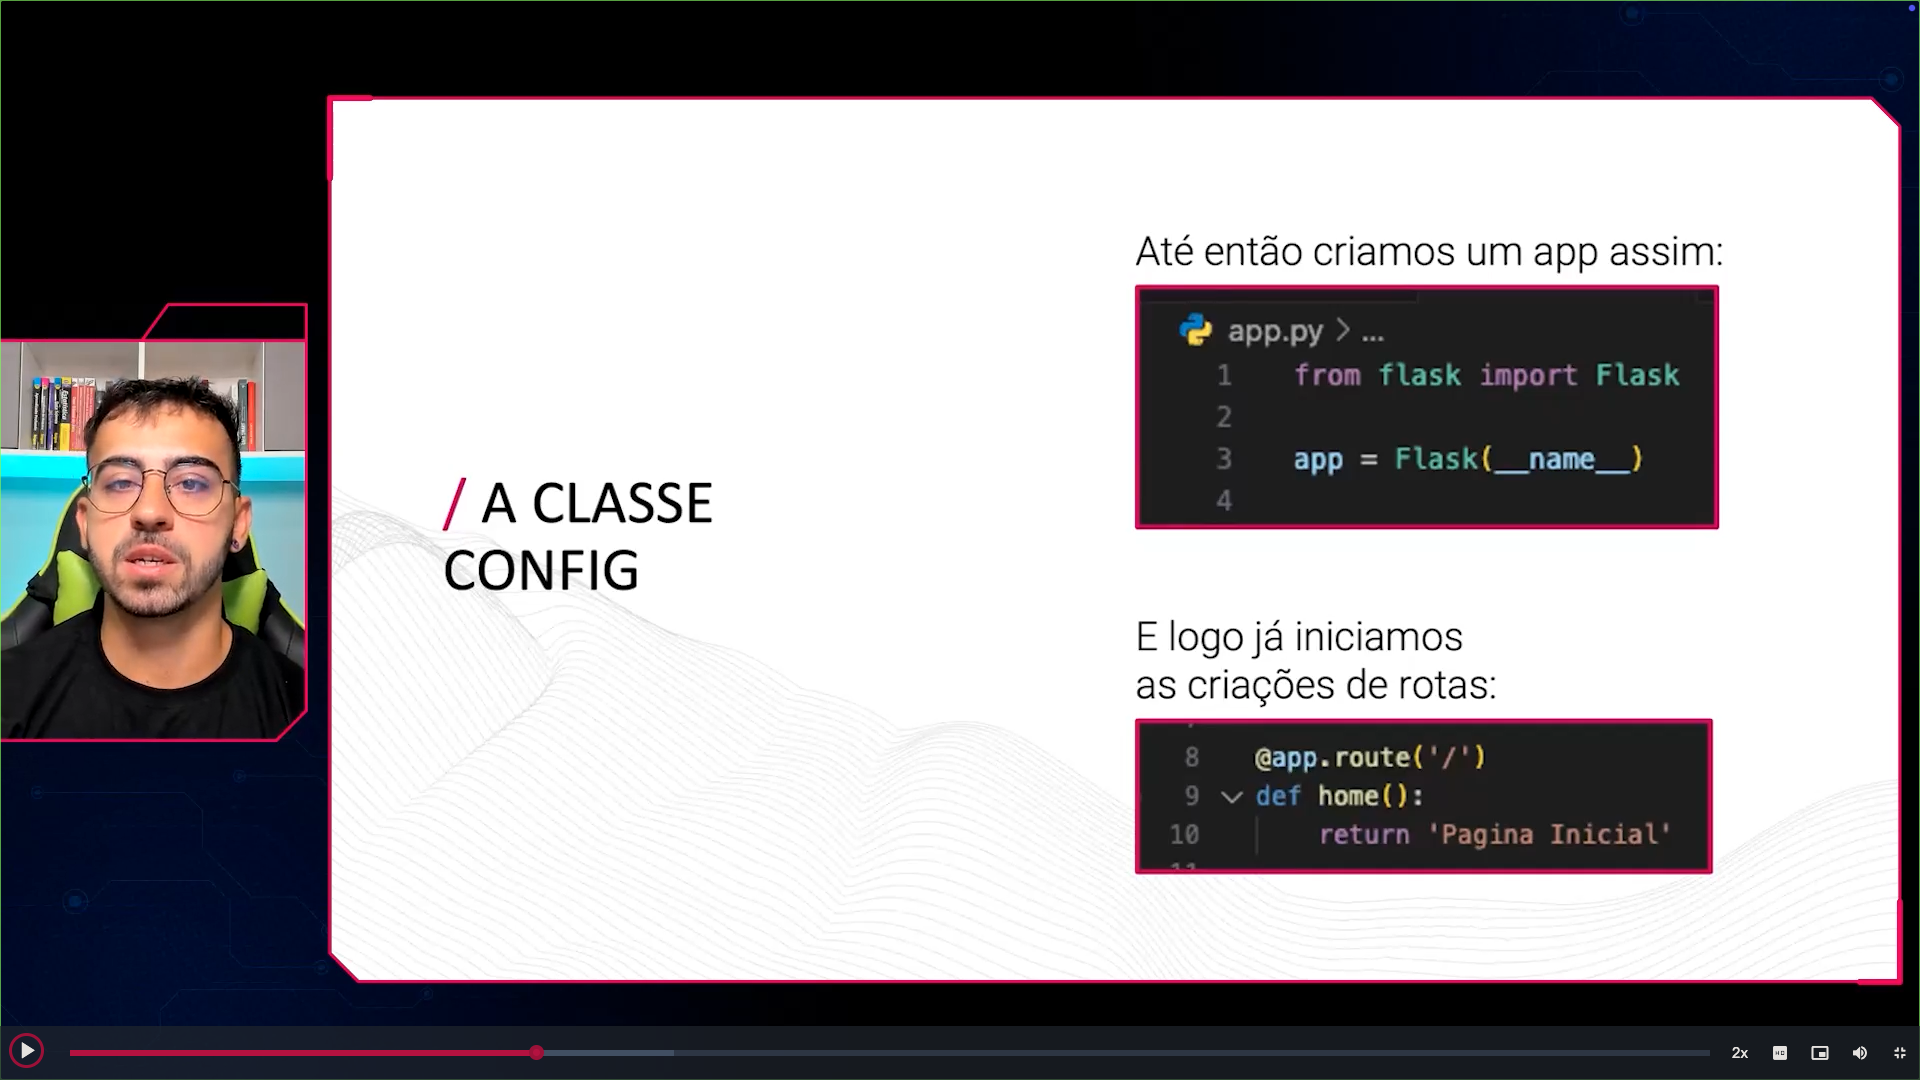 / A CLASSE
CONFIG
Até então criamos um app assim:
app.py > ...
1 from flask import Flask
2
3 app = Flask(__name__)
4
E logo já iniciamos
as criações de rotas:
8 @app.route('/')
9 def home():
10 return 'Pagina Inicial'
2x